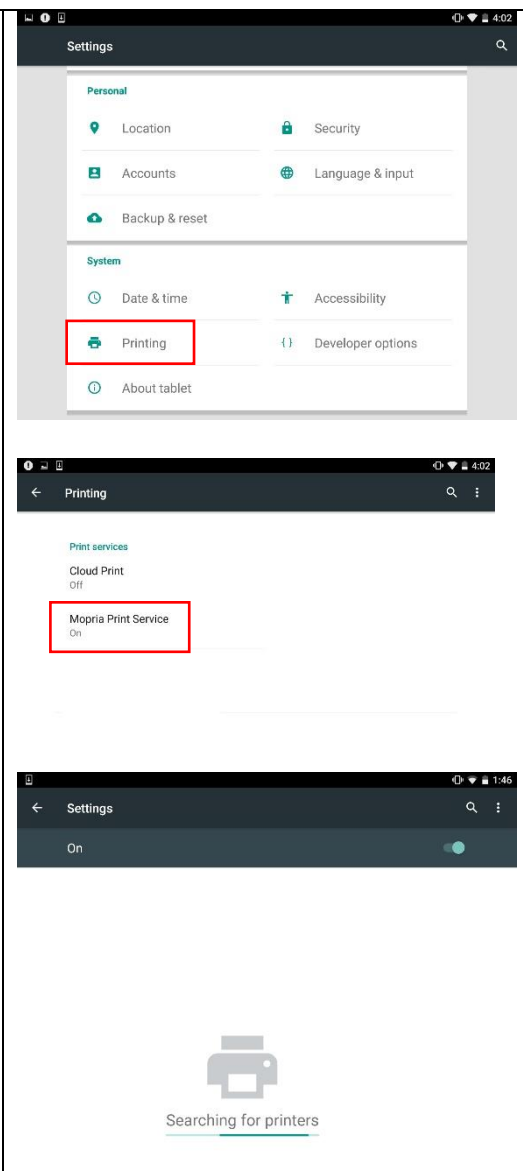 4:02
Settings
Personal
Location Security
Accounts Language & input
Backup & reset
System
Date & time Accessibility
Printing { } Developer options
About tablet
4:02
Printing
Print services
Cloud Print
Off
Mopria Print Service
On
1:46
Settings
On
Searching for printers